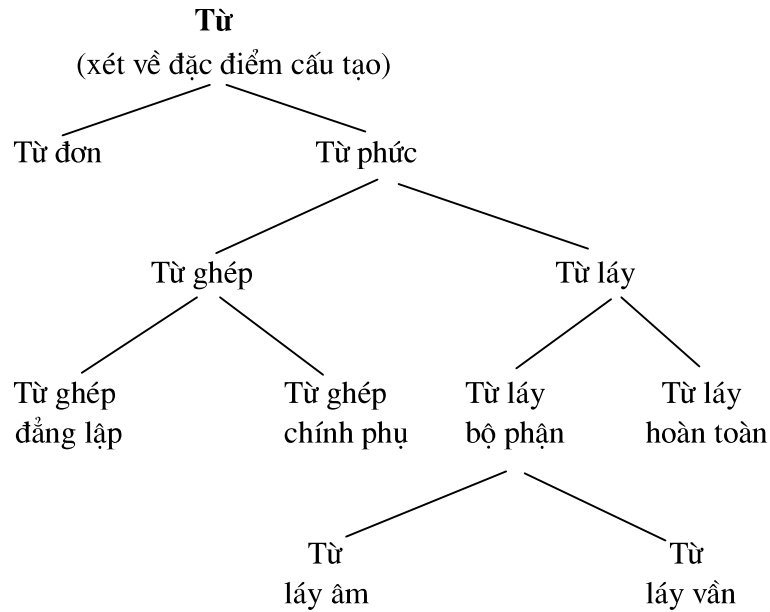 Từ
(xét về đặc điểm cấu tạo)
Từ đơn
Từ phức
Từ ghép
Từ láy
Từ ghép
đẳng lập
Từ ghép
chính phụ
Từ láy
bộ phận
Từ láy
hoàn toàn
Từ
láy âm
Từ
láy vần